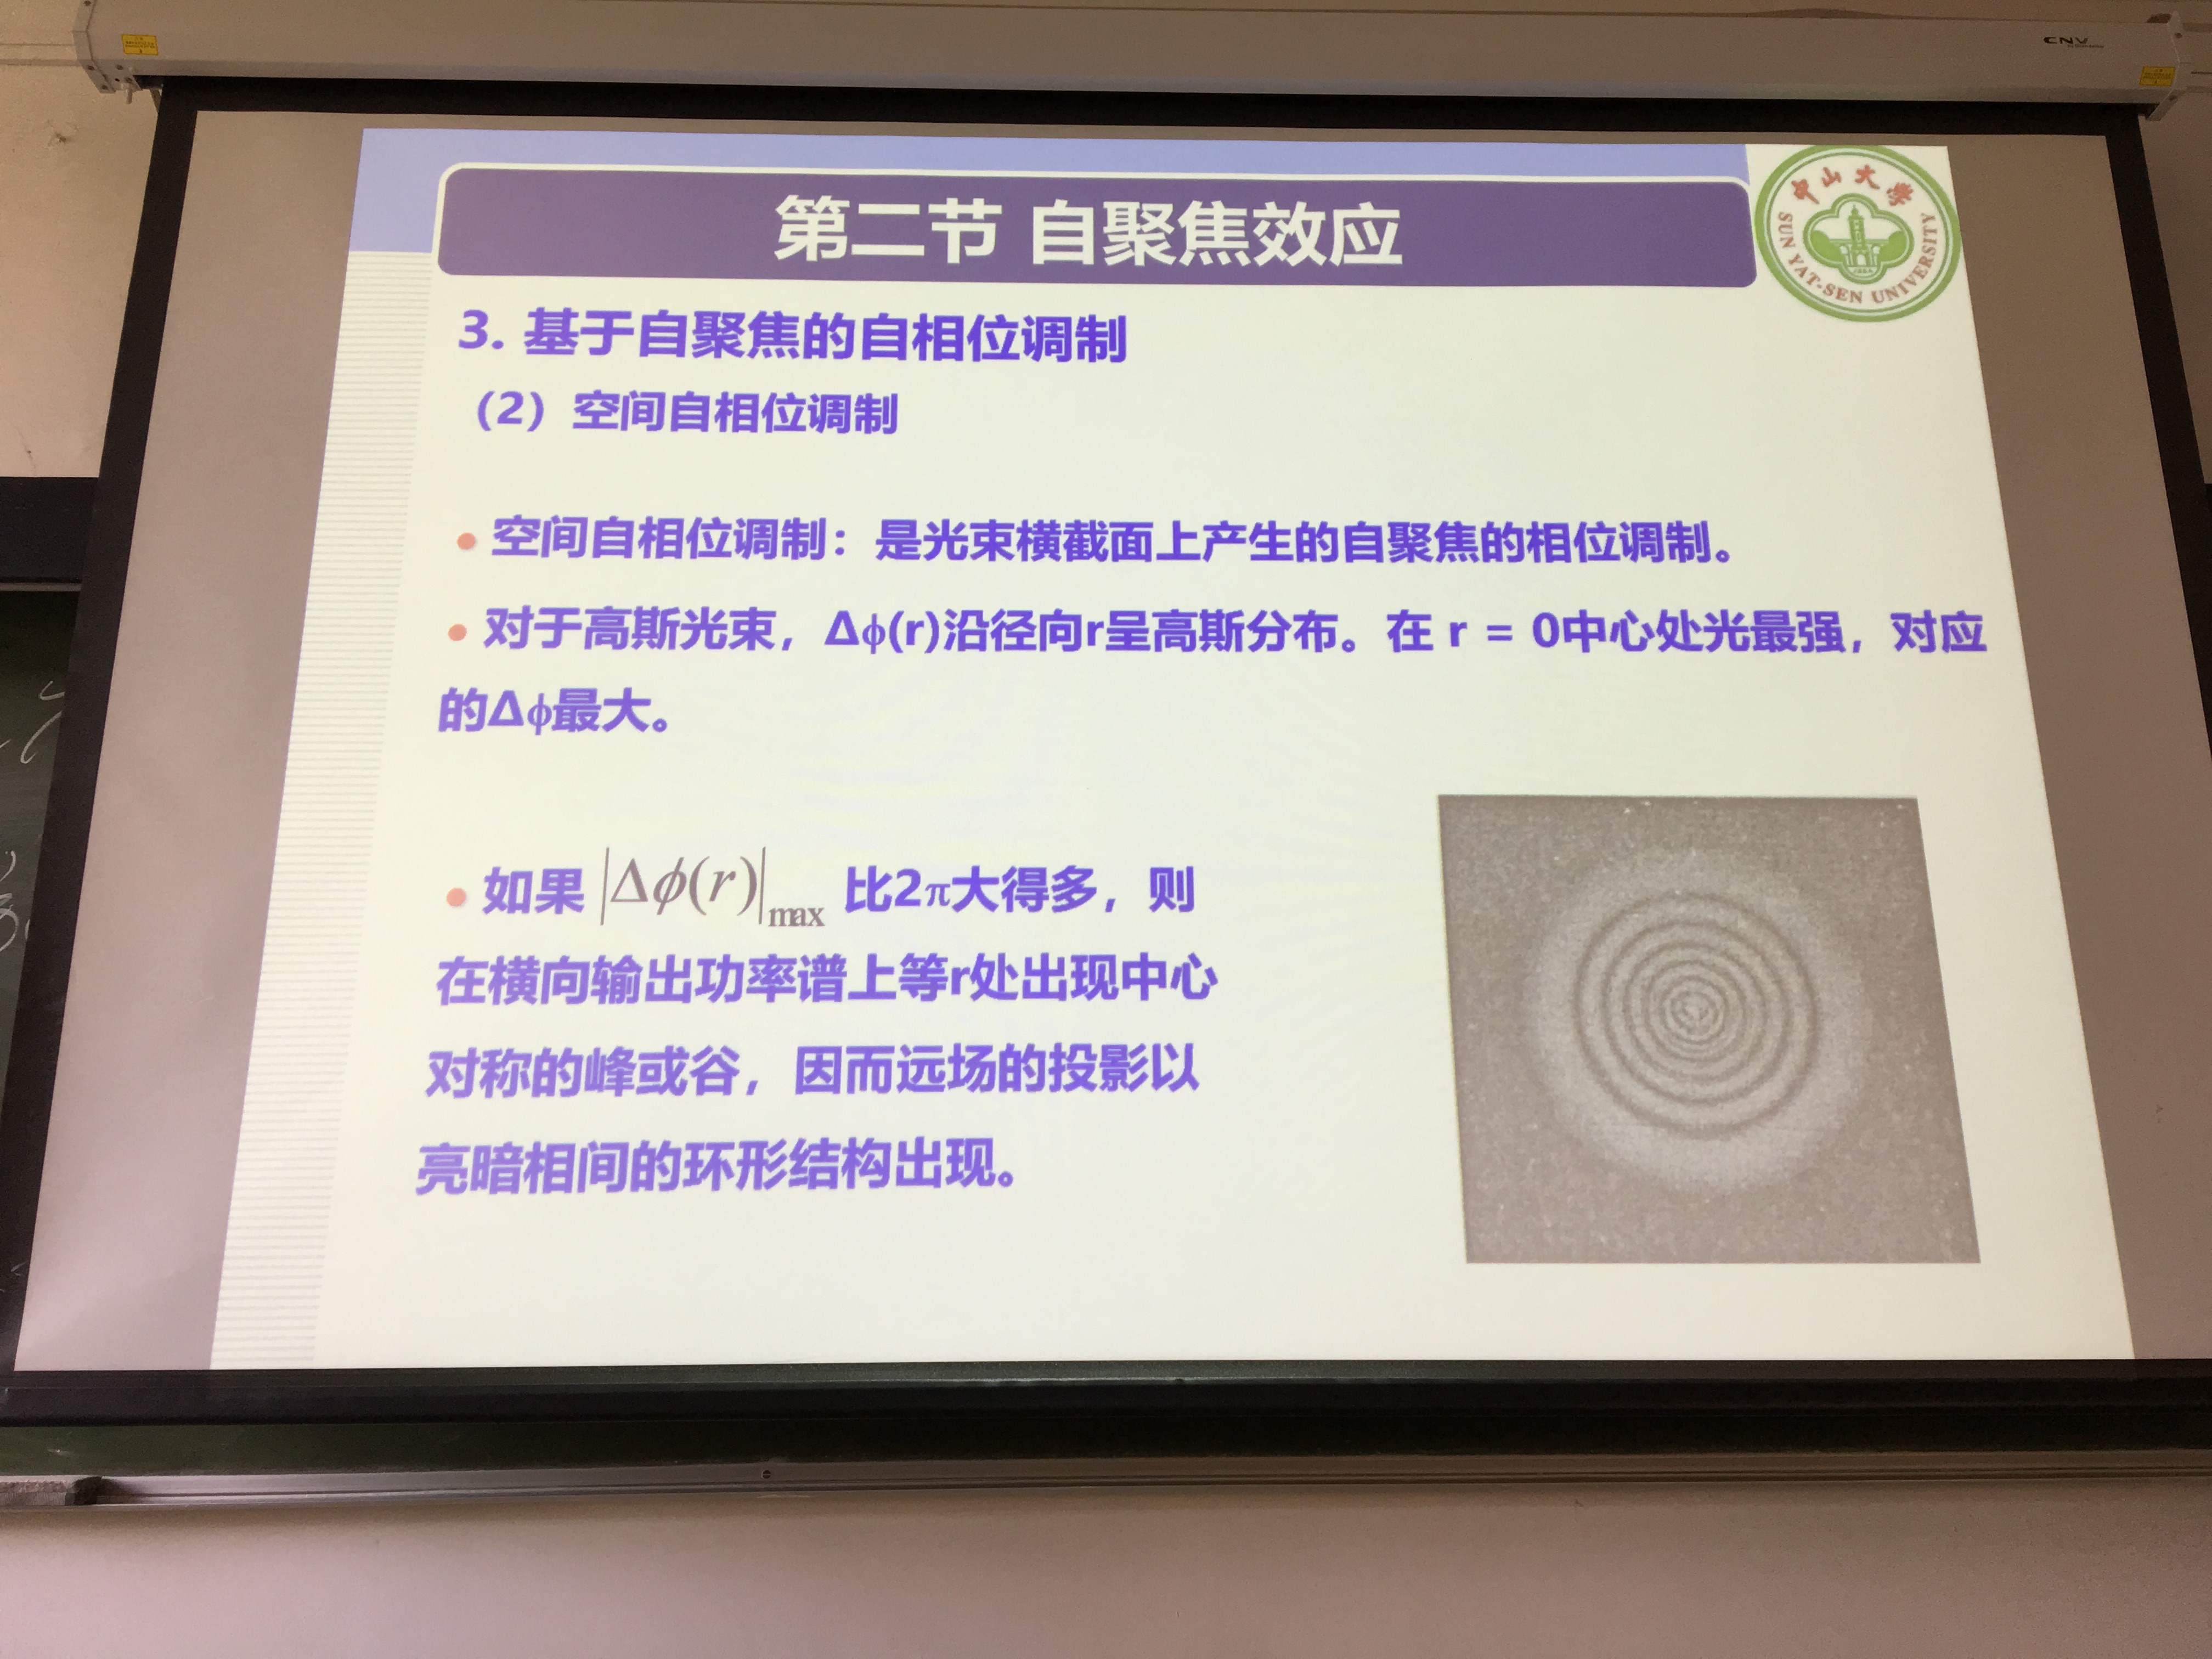 CNV
中山大学
SUN YAT-SEN UNIVERSITY
第二节 自聚焦效应
3. 基于自聚焦的自相位调制
（2）空间自相位调制
• 空间自相位调制：是光束横截面上产生的自聚焦的相位调制。
• 对于高斯光束，Δϕ(r)沿径向r呈高斯分布。在 r = 0中心处光最强，对应
的Δϕ最大。
• 如果 |Δϕ(r)|max 比2π大得多，则
在横向输出功率谱上等r处出现中心
对称的峰或谷，因而远场的投影以
亮暗相间的环形结构出现。